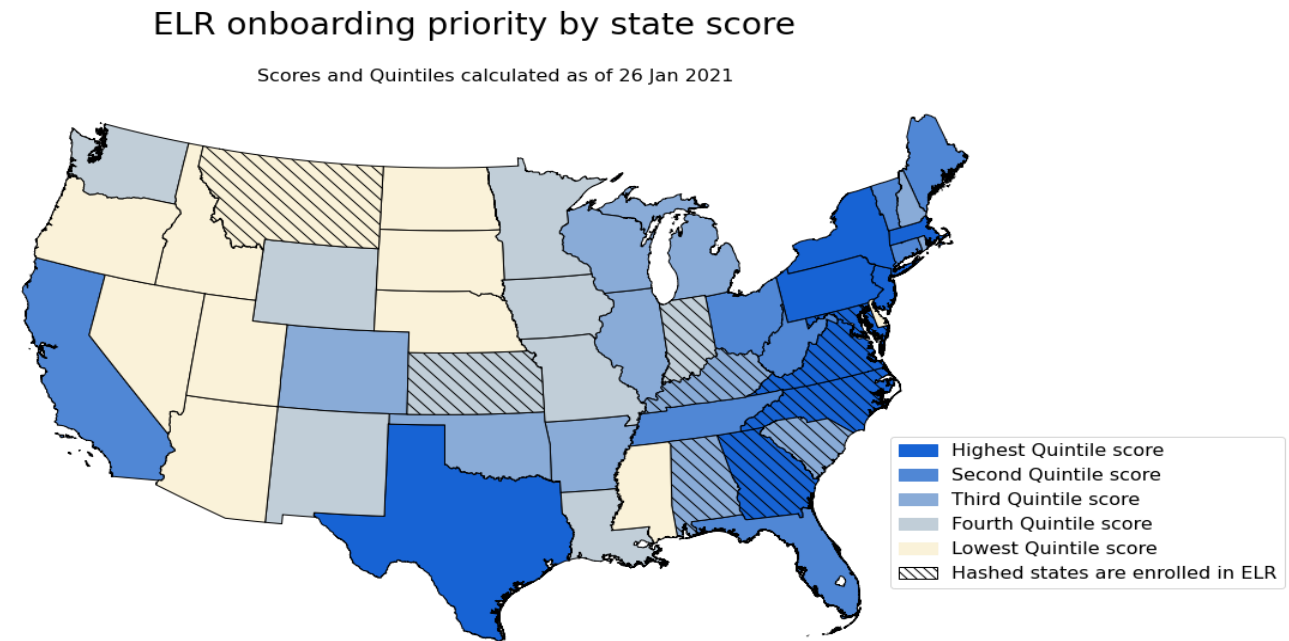 ELR onboarding priority by state score
Scores and Quintiles calculated as of 26 Jan 2021
Highest Quintile score
Second Quintile score
Third Quintile score
Fourth Quintile score
Lowest Quintile score
Hashed states are enrolled in ELR